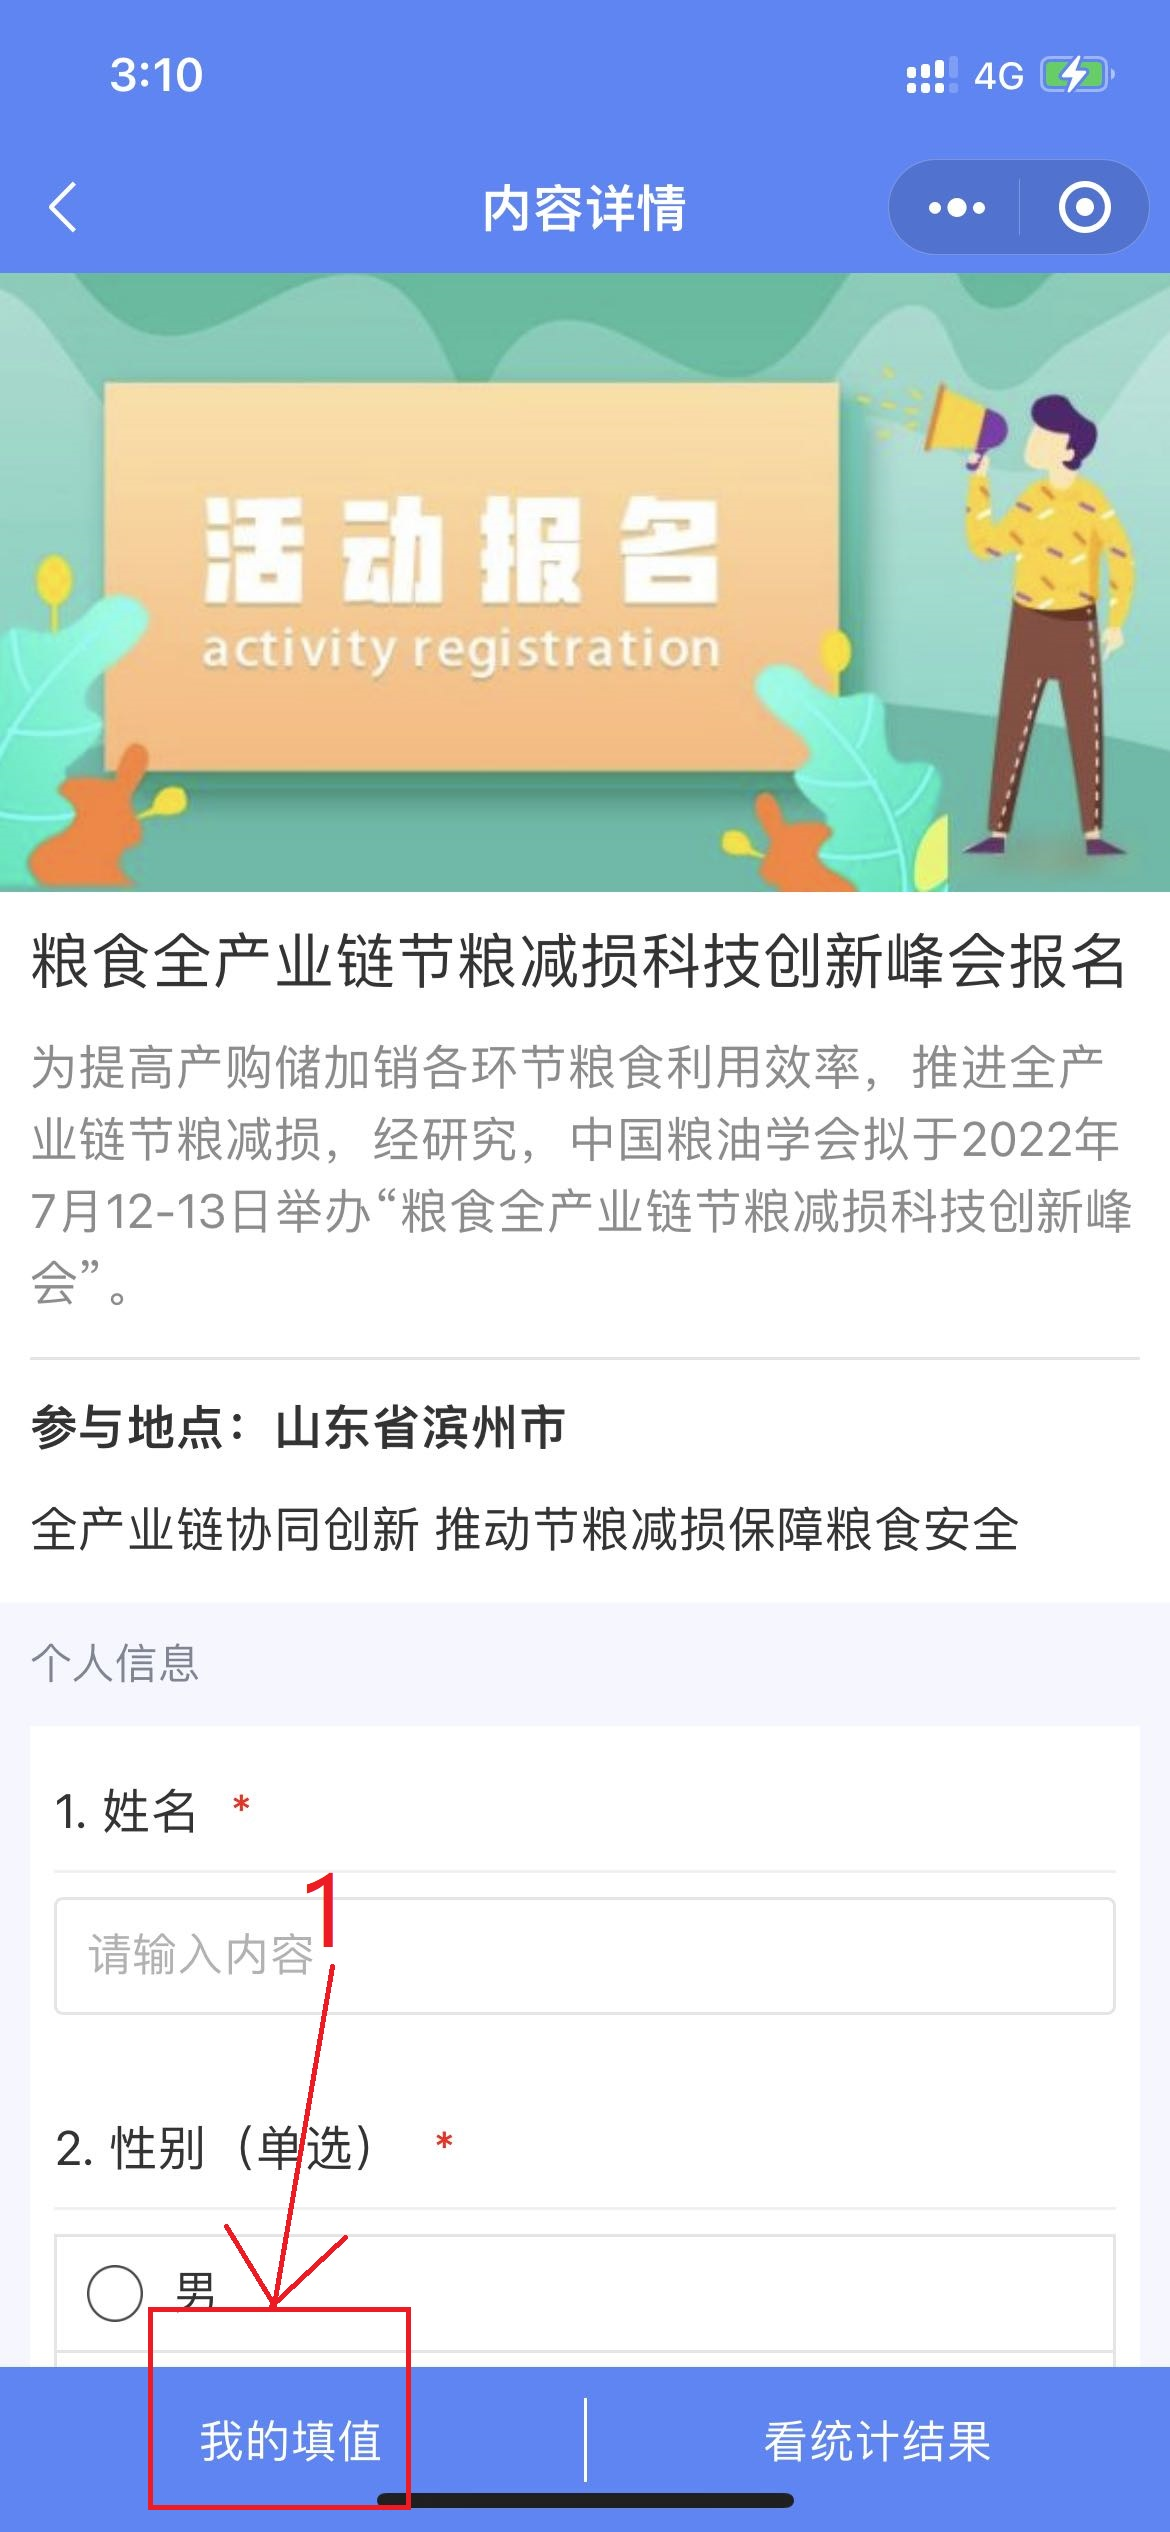 3:10
4G
内容详情
活动报名
activity registration
粮食全产业链节粮减损科技创新峰会报名
为提高产购储加销各环节粮食利用效率，推进全产
业链节粮减损，经研究，中国粮油学会拟于2022年
7月12-13日举办“粮食全产业链节粮减损科技创新峰
会”。
参与地点：山东省滨州市
全产业链协同创新 推动节粮减损保障粮食安全
个人信息
1. 姓名 *
1
请输入内容
2. 性别（单选） *
男
我的填值
看统计结果